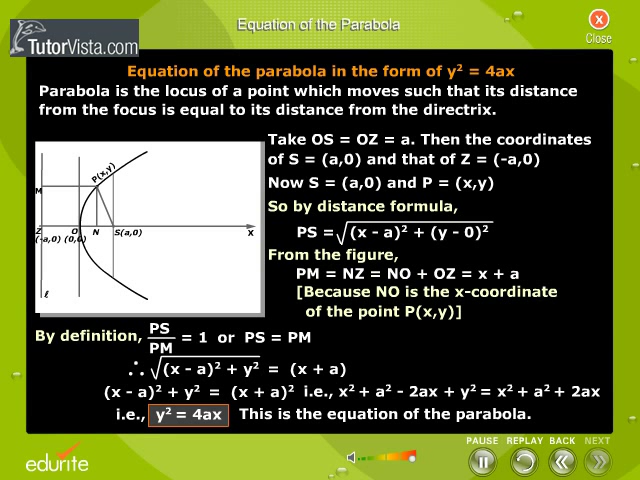 Equation of the Parabola
Close
TutorVista.com
Equation of the parabola in the form of y² = 4ax
Parabola is the locus of a point which moves such that its distance
from the focus is equal to its distance from the directrix.
Take OS = OZ = a. Then the coordinates
of S = (a,0) and that of Z = (-a,0)
Now S = (a,0) and P = (x,y)
So by distance formula,
PS = √(x - a)² + (y - 0)²
From the figure,
PM = NZ = NO + OZ = x + a
[Because NO is the x-coordinate
of the point P(x,y)]
P(x,y)
M
Z O N S(a,0) x
(-a,0) (0,0)
ℓ
By definition, PS/PM = 1 or PS = PM
∴ √(x - a)² + y² = (x + a)
(x - a)² + y² = (x + a)² i.e., x² + a² - 2ax + y² = x² + a² + 2ax
i.e., y² = 4ax This is the equation of the parabola.
PAUSE REPLAY BACK NEXT
edurite